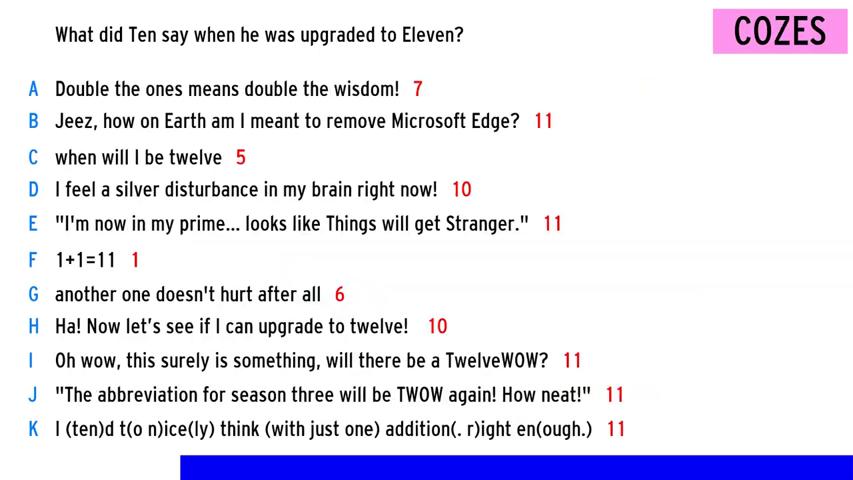 What did Ten say when he was upgraded to Eleven?
COZES
A Double the ones means double the wisdom! 7
B Jeez, how on Earth am I meant to remove Microsoft Edge? 11
C when will I be twelve 5
D I feel a silver disturbance in my brain right now! 10
E "I'm now in my prime... looks like Things will get Stranger." 11
F 1+1=11 1
G another one doesn't hurt after all 6
H Ha! Now let’s see if I can upgrade to twelve! 10
I Oh wow, this surely is something, will there be a TwelveWOW? 11
J "The abbreviation for season three will be TWOW again! How neat!" 11
K I (ten)d t(o n)ice(ly) think (with just one) addition(. r)ight en(ough.) 11